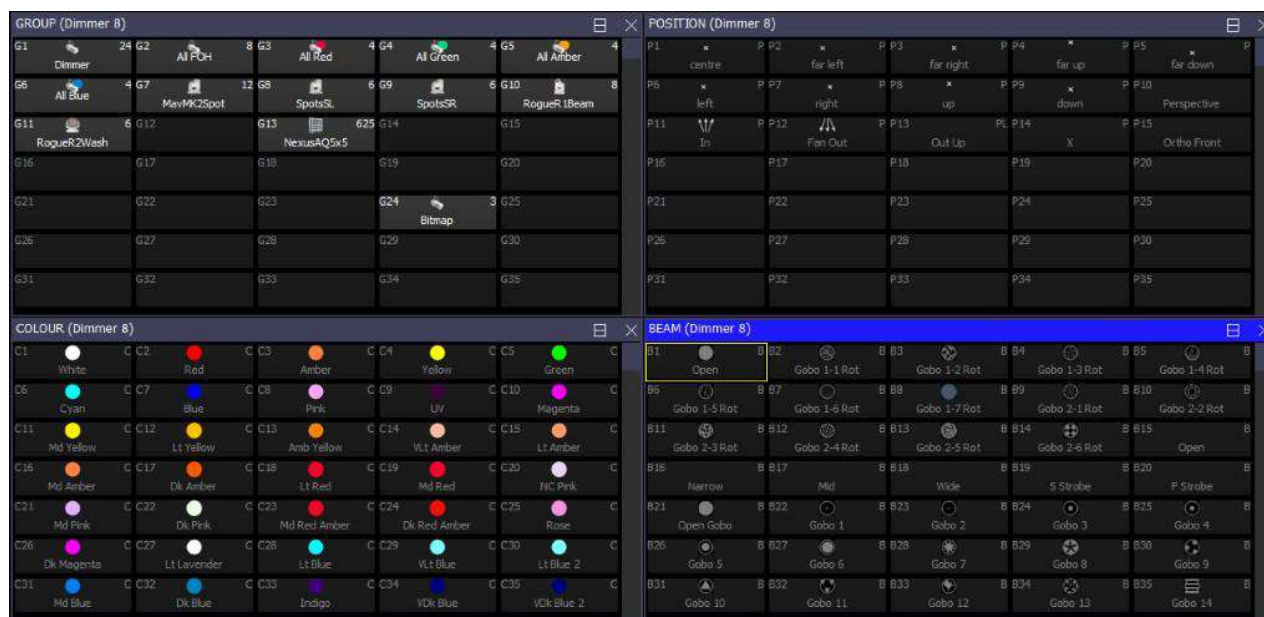 GROUP (Dimmer 8)
G1 24 G2 8 G3 4 G4 4 G5 4
Dimmer All FOH All Red All Green All Amber
G6 4 G7 12 G8 6 G9 6 G10 8
All Blue MavMK2Spot SpotsSL SpotsSR RogueR1Beam
G11 6 G12 G13 625 G14 G15
RogueR2Wash NexusAQ5x5
G16 G17 G18 G19 G20
G21 G22 G23 G24 3 G25
Bitmap
G26 G27 G28 G29 G30
G31 G32 G33 G34 G35
POSITION (Dimmer 8)
P1 P P2 P P3 P P4 P P5 P
centre far left far right far up far down
P6 P P7 P P8 P P9 P P10
left right up down Perspective
P11 P P12 P P13 PL P14 P P15
In Fan Out Out Up X Ortho Front
P16 P17 P18 P19 P20
P21 P22 P23 P24 P25
P26 P27 P28 P29 P30
P31 P32 P33 P34 P35
COLOUR (Dimmer 8)
C1 C C2 C C3 C C4 C C5 C
White Red Amber Yellow Green
C6 C C7 C C8 C C9 C C10 C
Cyan Blue Pink UV Magenta
C11 C C12 C C13 C C14 C C15 C
Md Yellow Lt Yellow Amb Yellow VLt Amber Lt Amber
C16 C C17 C C18 C C19 C C20 C
Md Amber Dk Amber Lt Red Md Red NC Pink
C21 C C22 C C23 C C24 C C25 C
Md Pink Dk Pink Md Red Amber Dk Red Amber Rose
C26 C C27 C C28 C C29 C C30 C
Dk Magenta Lt Lavender Lt Blue VLt Blue Lt Blue 2
C31 C C32 C C33 C C34 C C35 C
Md Blue Dk Blue Indigo VDk Blue VDk Blue 2
BEAM (Dimmer 8)
B1 B B2 B B3 B B4 B B5 B
Open Gobo 1-1 Rot Gobo 1-2 Rot Gobo 1-3 Rot Gobo 1-4 Rot
B6 B B7 B B8 B B9 B B10 B
Gobo 1-5 Rot Gobo 1-6 Rot Gobo 1-7 Rot Gobo 2-1 Rot Gobo 2-2 Rot
B11 B B12 B B13 B B14 B B15 B
Gobo 2-3 Rot Gobo 2-4 Rot Gobo 2-5 Rot Gobo 2-6 Rot Open
B16 B B17 B B18 B B19 B B20 B
Narrow Mid Wide S Strobe F Strobe
B21 B B22 B B23 B B24 B B25 B
Open Gobo Gobo 1 Gobo 2 Gobo 3 Gobo 4
B26 B B27 B B28 B B29 B B30 B
Gobo 5 Gobo 6 Gobo 7 Gobo 8 Gobo 9
B31 B B32 B B33 B B34 B B35 B
Gobo 10 Gobo 11 Gobo 12 Gobo 13 Gobo 14